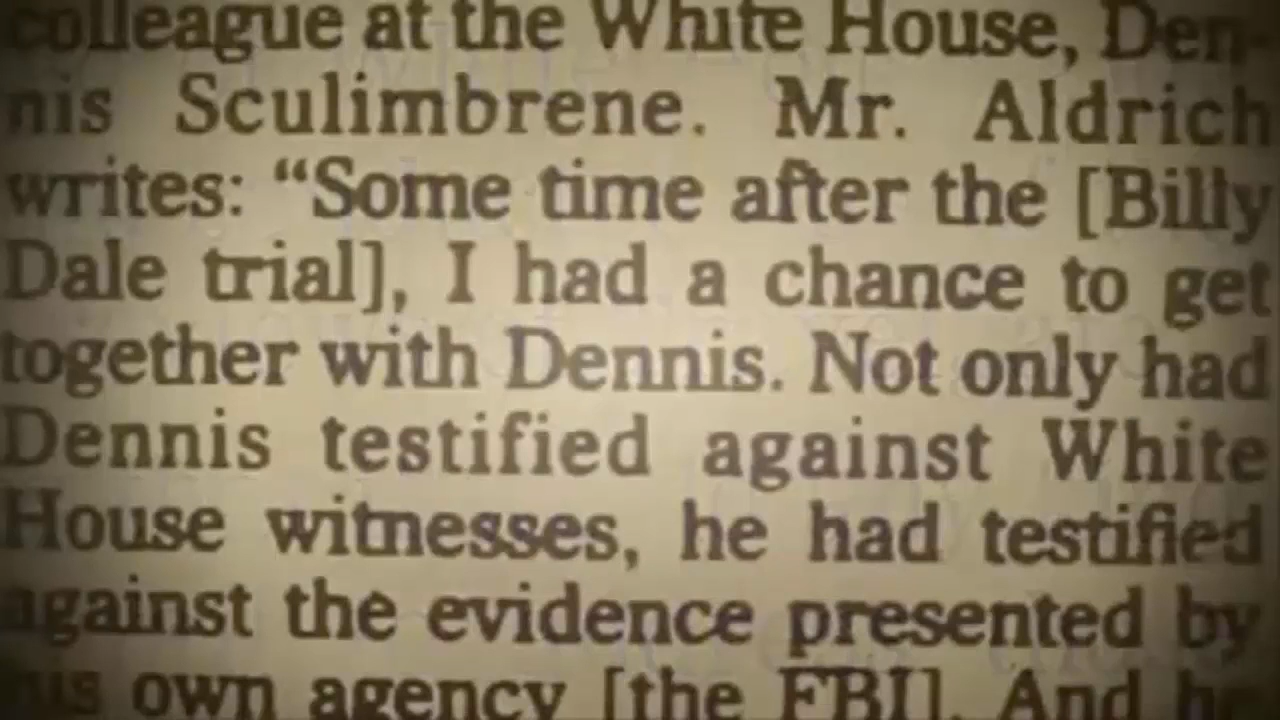 colleague at the White House, Den-
nis Sculimbrene. Mr. Aldrich
writes: “Some time after the [Billy
Dale trial], I had a chance to get
together with Dennis. Not only had
Dennis testified against White
House witnesses, he had testified
against the evidence presented by
his own agency [the FBI]. And he